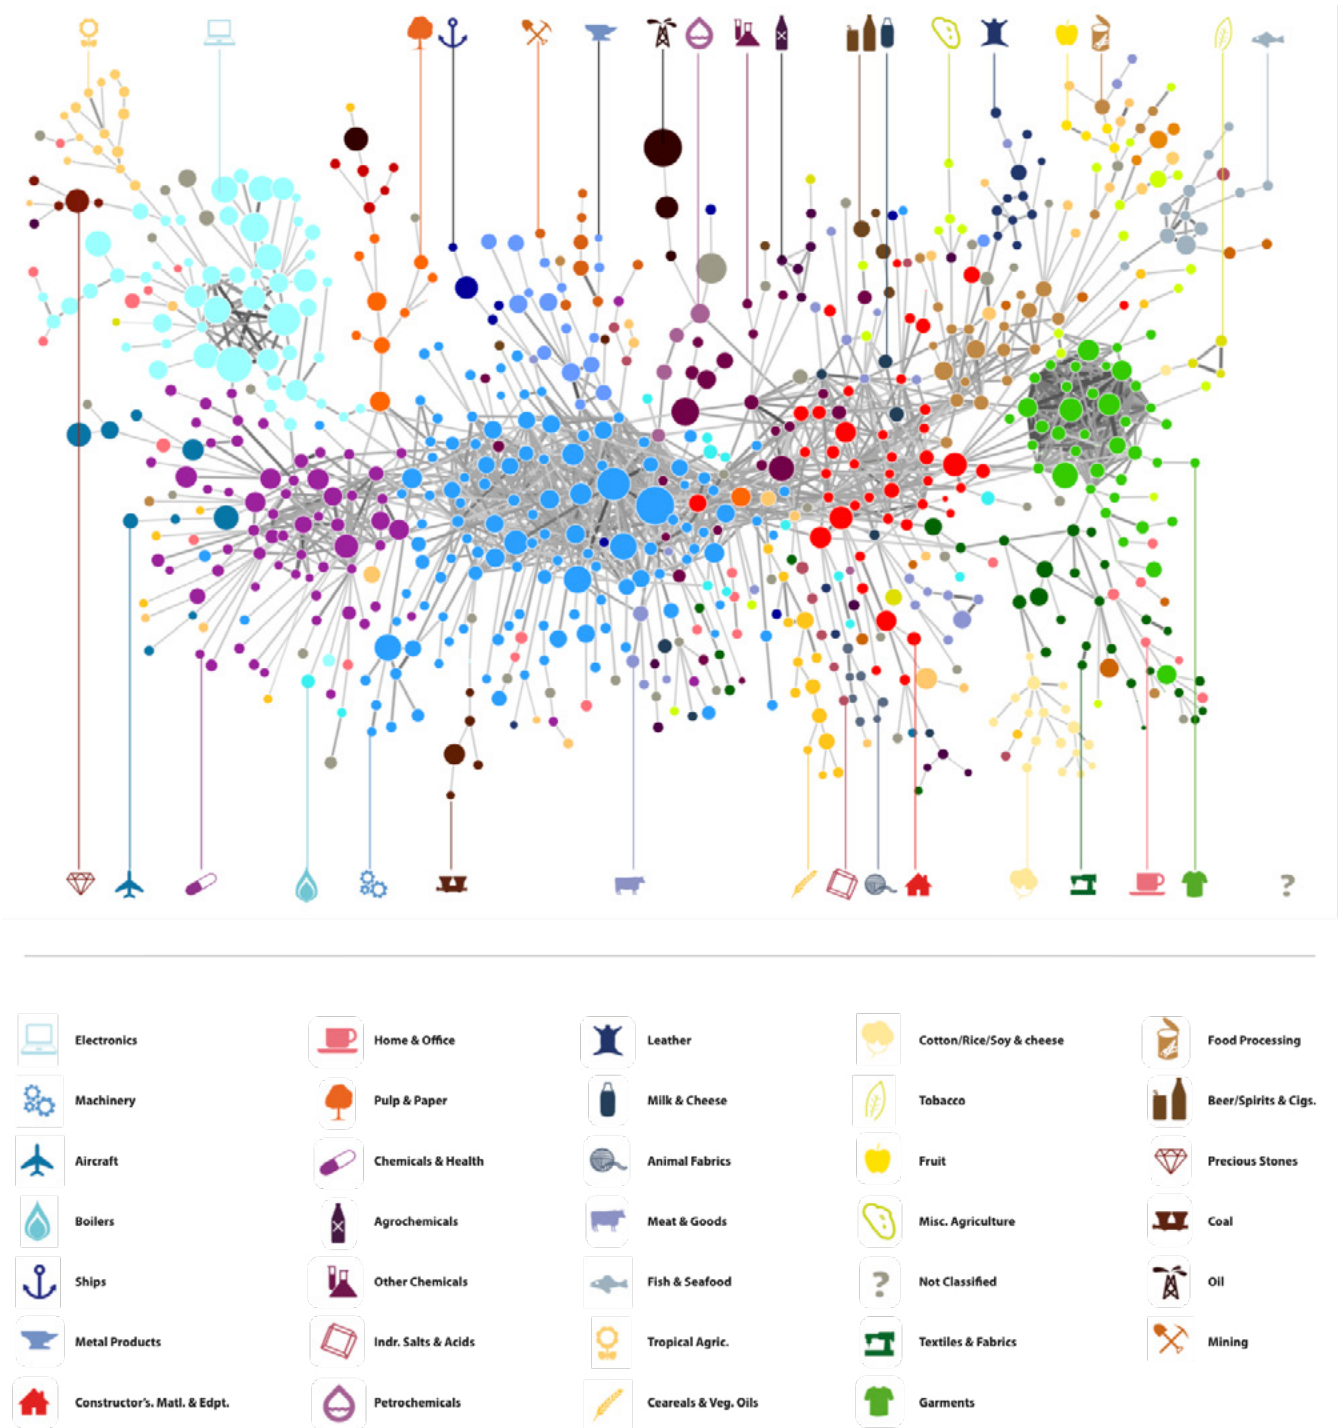 Electronics
Home & Office
Leather
Cotton/Rice/Soy & cheese
Food Processing
Machinery
Pulp & Paper
Milk & Cheese
Tobacco
Beer/Spirits & Cigs.
Aircraft
Chemicals & Health
Animal Fabrics
Fruit
Precious Stones
Boilers
Agrochemicals
Meat & Goods
Misc. Agriculture
Coal
Ships
Other Chemicals
Fish & Seafood
?
Not Classified
Oil
Metal Products
Indr. Salts & Acids
Tropical Agric.
Textiles & Fabrics
Mining
Constructor's. Matl. & Edpt.
Petrochemicals
Ceareals & Veg. Oils
Garments